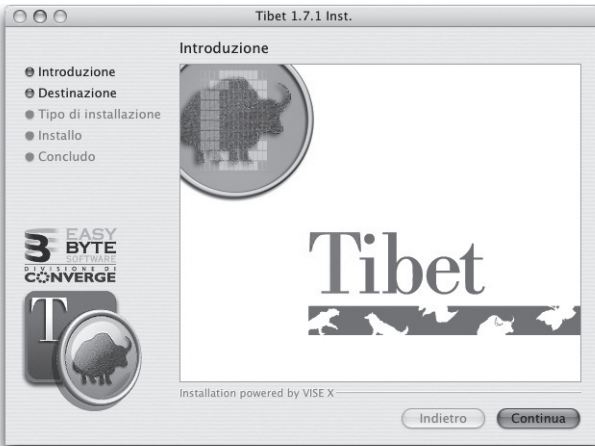 Tibet 1.7.1 Inst.
Introduzione
Introduzione
Destinazione
Tipo di installazione
Installo
Concludo
EASY
BYTE
SOFTWARE
DIVISIONE DI
CONVERGE
T
Tibet
Installation powered by VISE X
Indietro
Continua